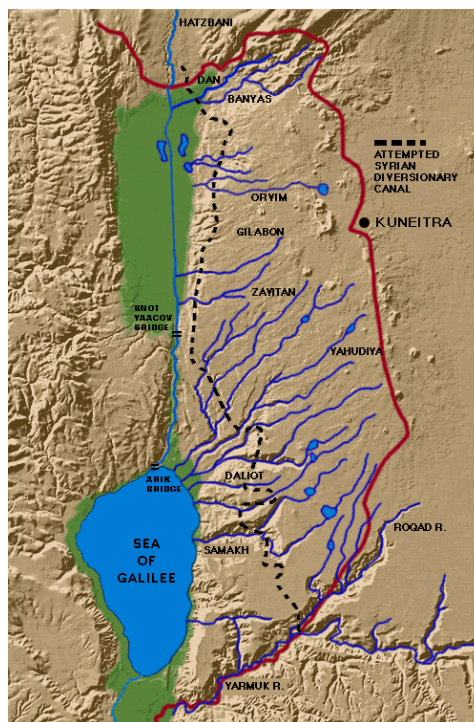 HATZBANI
DAN
BANYAS
ATTEMPTED
SYRIAN
DIVERSIONARY
CANAL
ORVIM
KUNEITRA
GILABON
ZAVITAN
BNOT
YAACOV
BRIDGE
YAHUDIYA
ARIK
BRIDGE
DALIOT
ROQAD R.
SEA
OF
GALILEE
SAMAKH
YARMUK R.